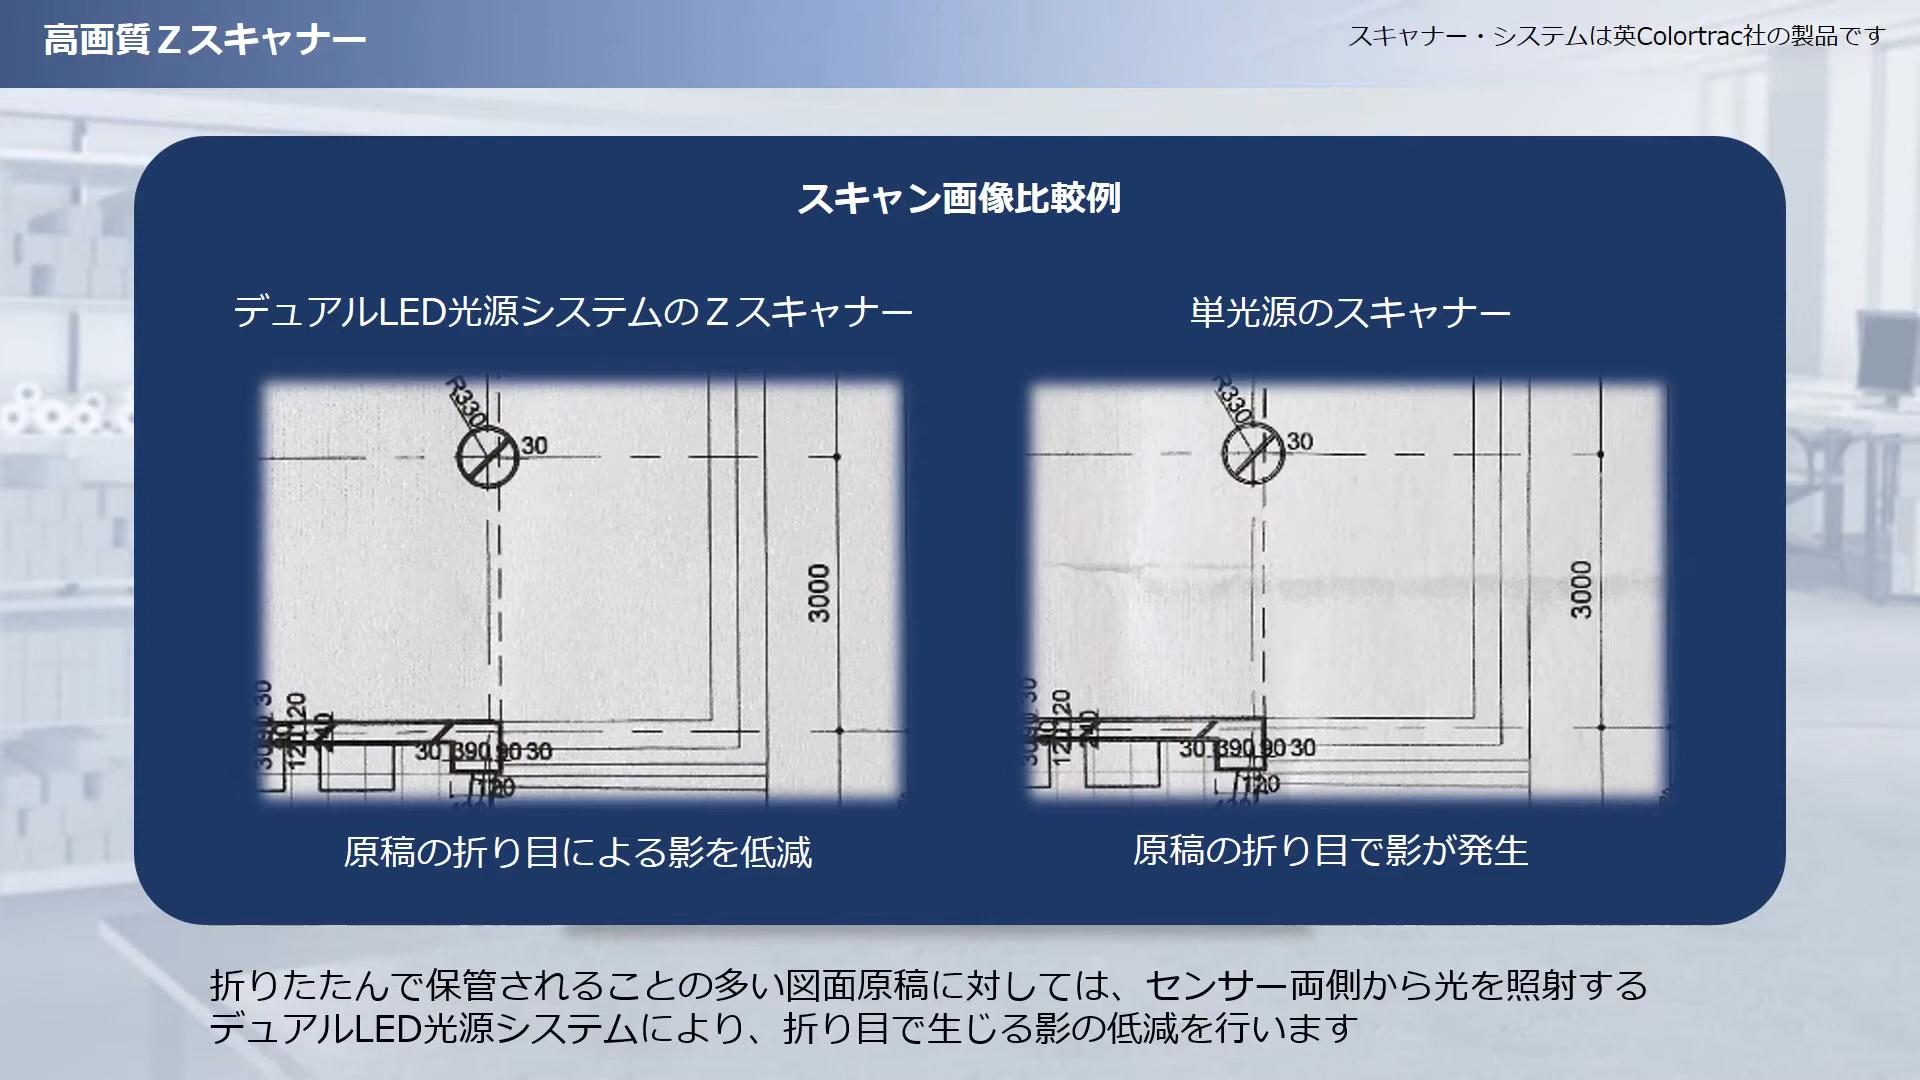 高画質Ｚスキャナー
スキャナー・システムは英Colortrac社の製品です
スキャン画像比較例
デュアルLED光源システムのＺスキャナー
単光源のスキャナー
R330
30
3000
30
120
30 390 90 30
120
R330
30
3000
30
120
30 390 90 30
120
原稿の折り目による影を低減
原稿の折り目で影が発生
折りたたんで保管されることの多い図面原稿に対しては、センサー両側から光を照射する
デュアルLED光源システムにより、折り目で生じる影の低減を行います